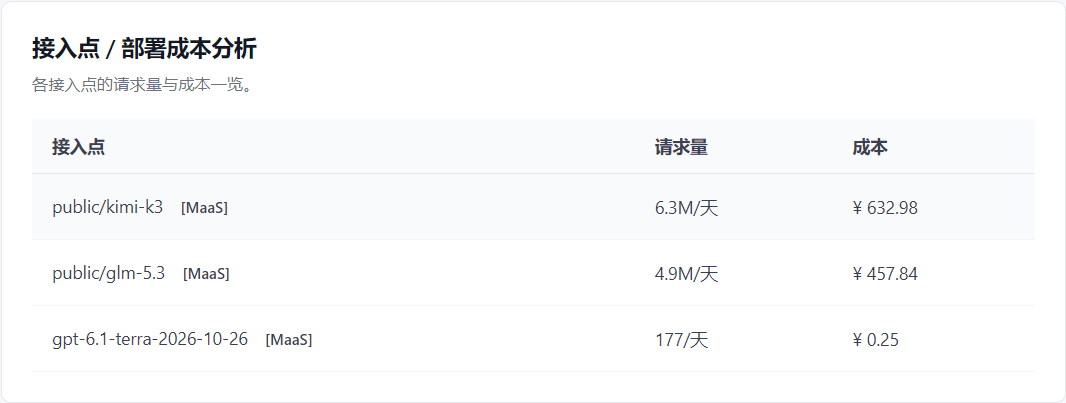 接入点 / 部署成本分析
各接入点的请求量与成本一览。
接入点 请求量 成本
public/kimi-k3 [MaaS] 6.3M/天 ¥ 632.98
public/glm-5.3 [MaaS] 4.9M/天 ¥ 457.84
gpt-6.1-terra-2026-10-26 [MaaS] 177/天 ¥ 0.25